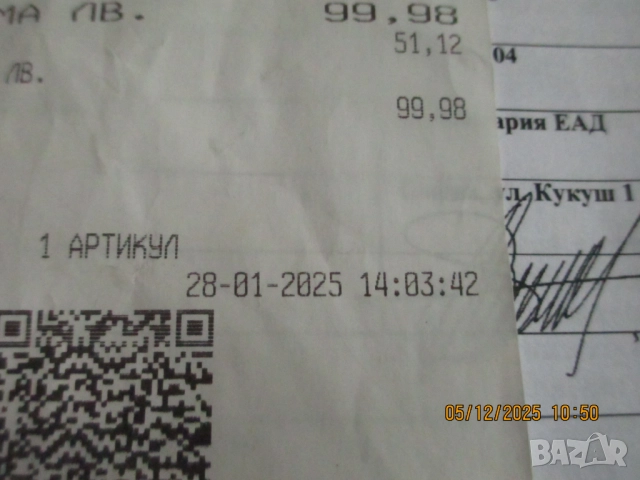 МА ЛВ. 99,98
51,12
ЛВ.
99,98
1 АРТИКУЛ
28-01-2025 14:03:42
04
ария ЕАД
ул. Кукуш 1
05/12/2025 10:50
BAZAR